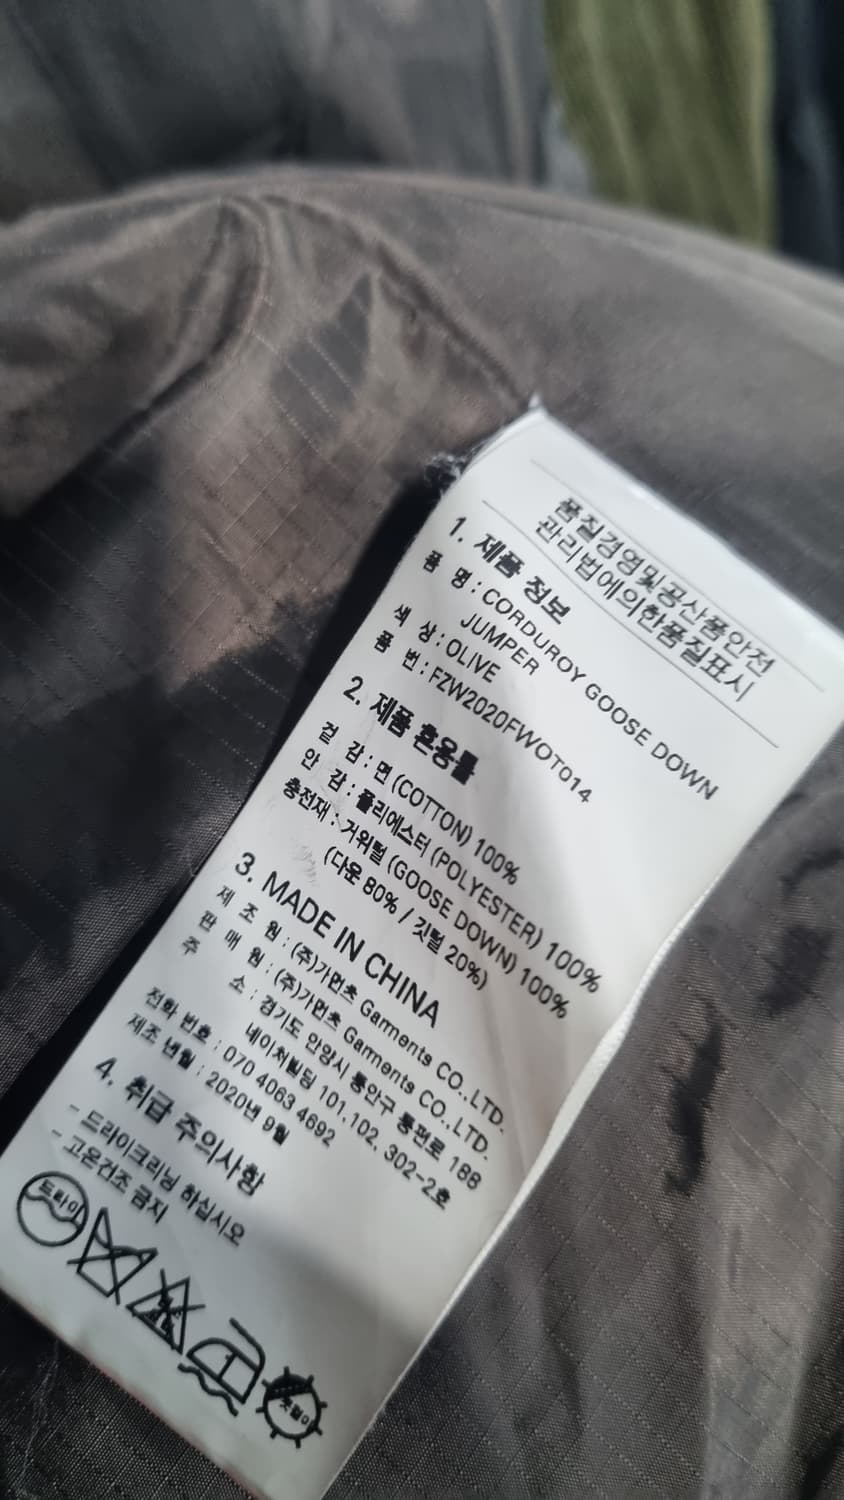 품질경영및공산품안전
관리법에의한품질표시
1. 제품 정보
품 명 : CORDUROY GOOSE DOWN
JUMPER
색 상 : OLIVE
품 번 : FZW2020FWOT014
2. 제품 혼용률
겉 감 : 면 (COTTON) 100%
안 감 : 폴리에스터 (POLYESTER) 100%
충전재 : 거위털 (GOOSE DOWN) 100%
(다운 80% / 깃털 20%)
3. MADE IN CHINA
제 조 원 : (주)가먼츠 Garments CO.,LTD.
판 매 원 : (주)가먼츠 Garments CO.,LTD.
주 소 : 경기도 안양시 동안구 동편로 188
네이처빌딩 101,102, 302-2호
전화 번호 : 070 4063 4692
제조 년월 : 2020년 9월
4. 취급 주의사항
- 드라이크리닝 하십시오
- 고온건조 금지
드라이
1